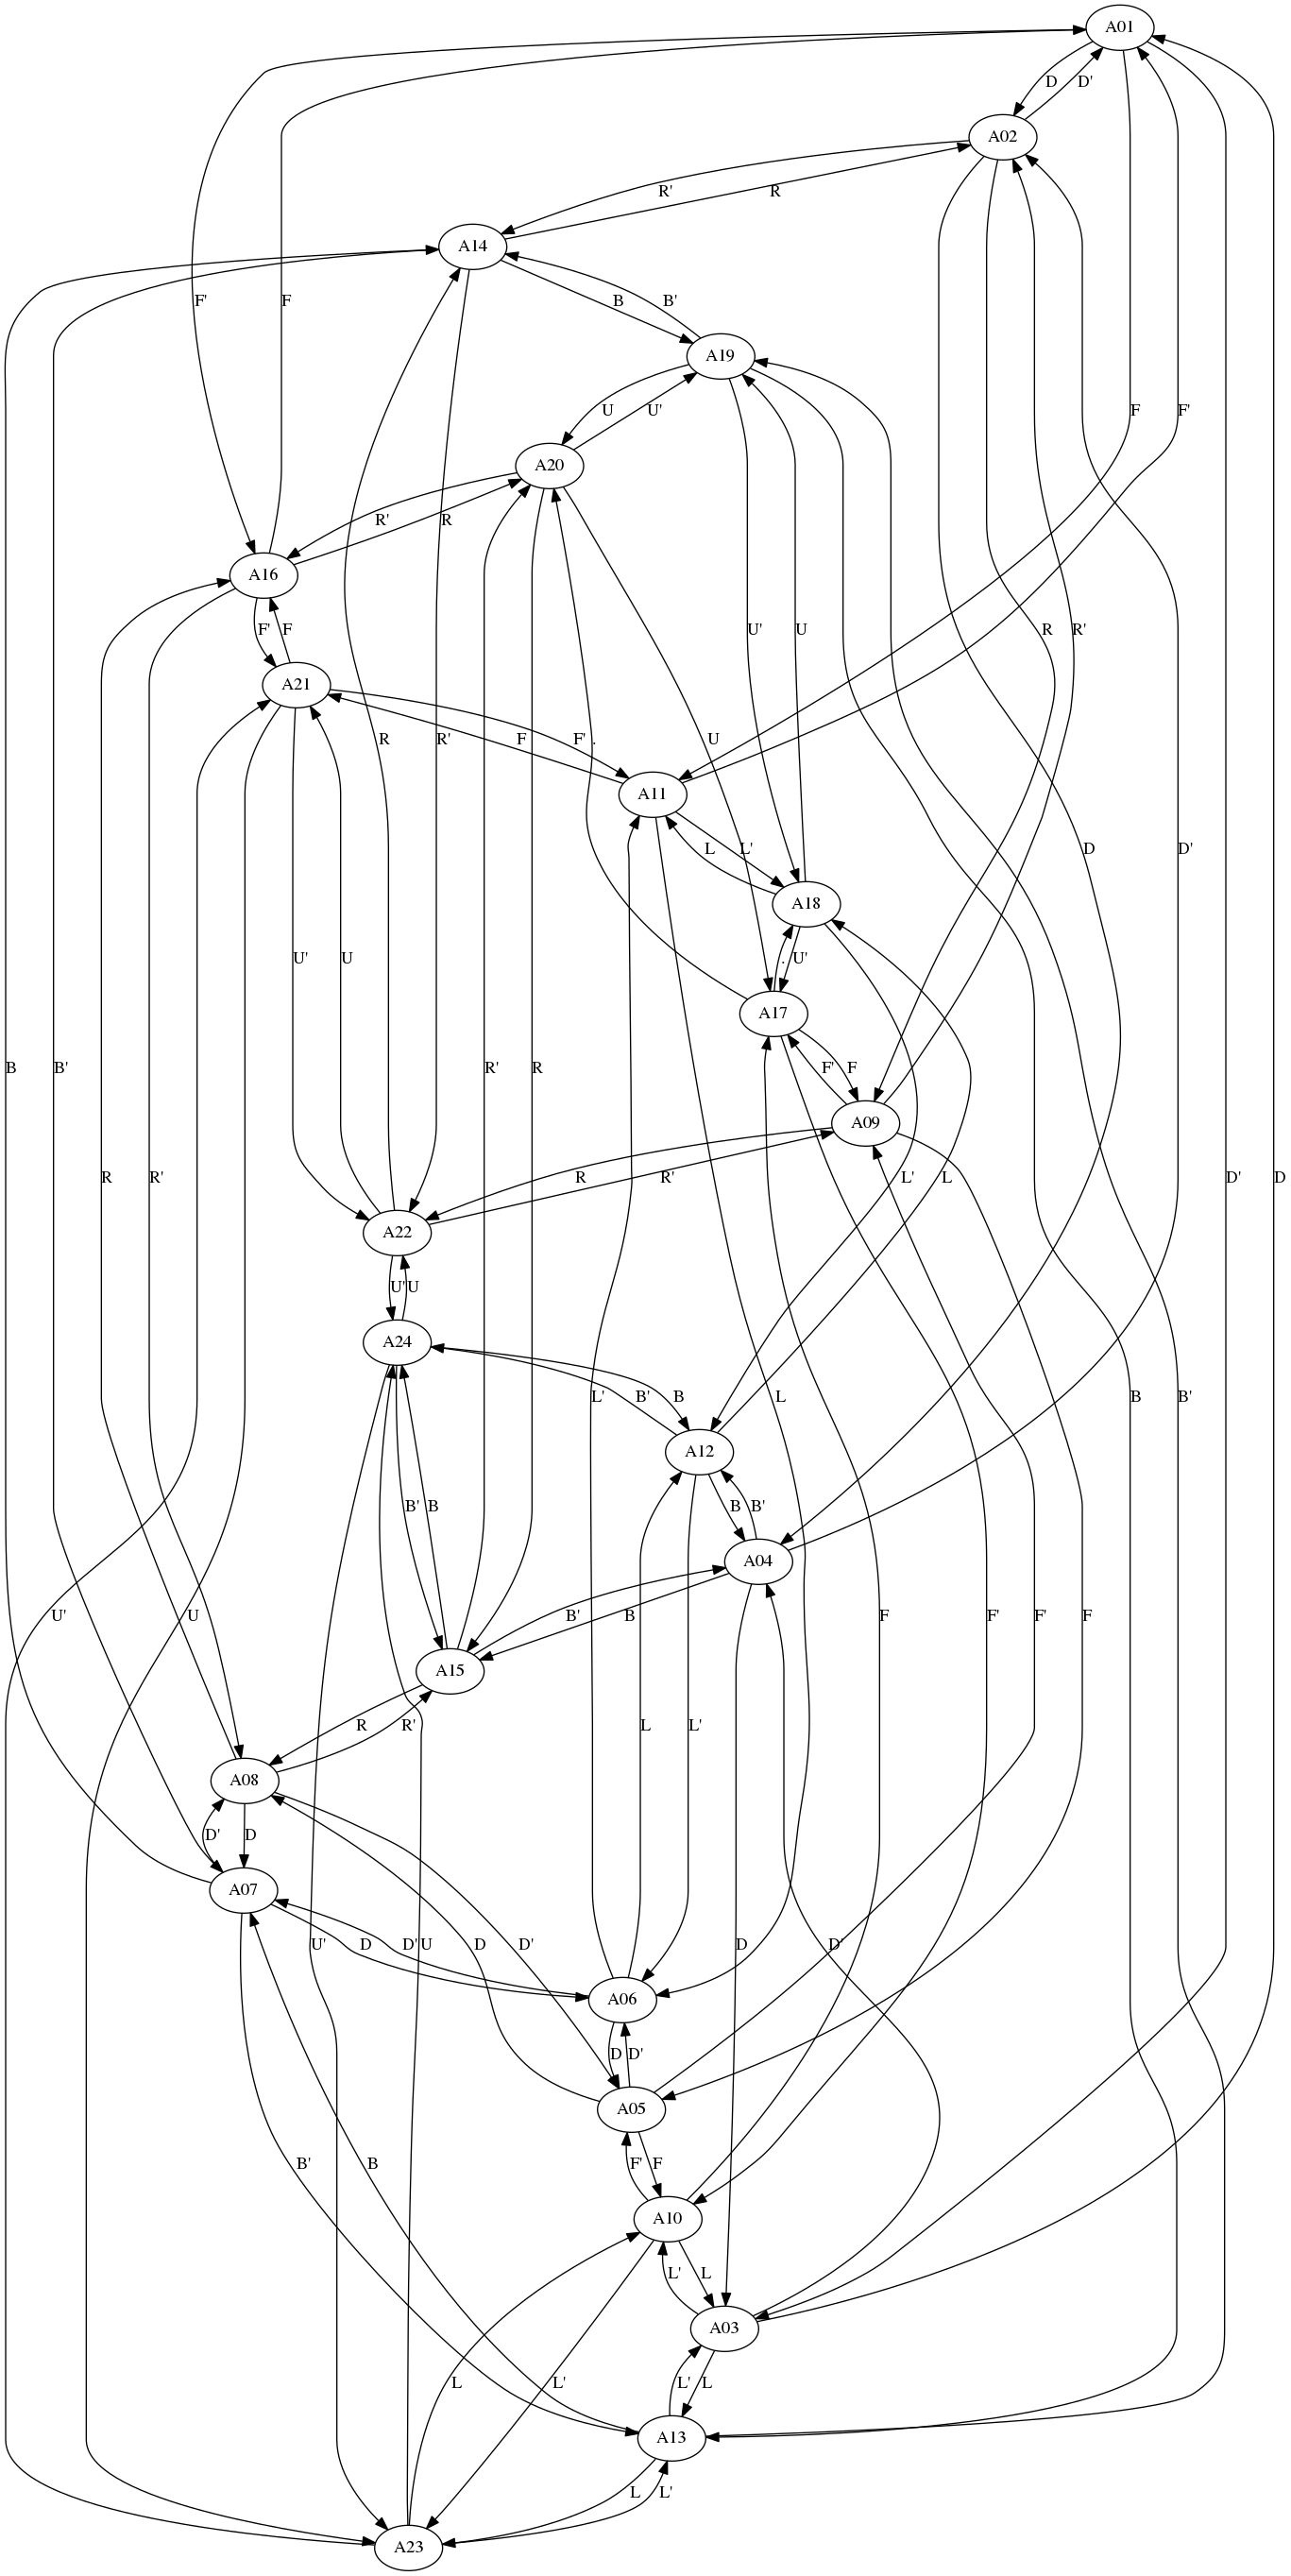 A01
D D'
A02
R' R
A14
F' F B B' F F'
A19
U U'
A20
R' R
A16
F' F U' U R R'
A21
R R' F F' . U D D'
A11
L L'
A18
U' U . U'
A17
F' F
A09
B B' R' R R R' R R' L' L D' D
A22
U' U
A24
B' B L' L B B'
A12
B' B B B'
A04
U' U B' B F F' F' F
A15
R R'
A08
D' D L L'
A07
U' U D D' D D' D D'
A06
D D'
A05
B' B F' F
A10
L' L
A03
L L' L' L
A13
L L'
A23